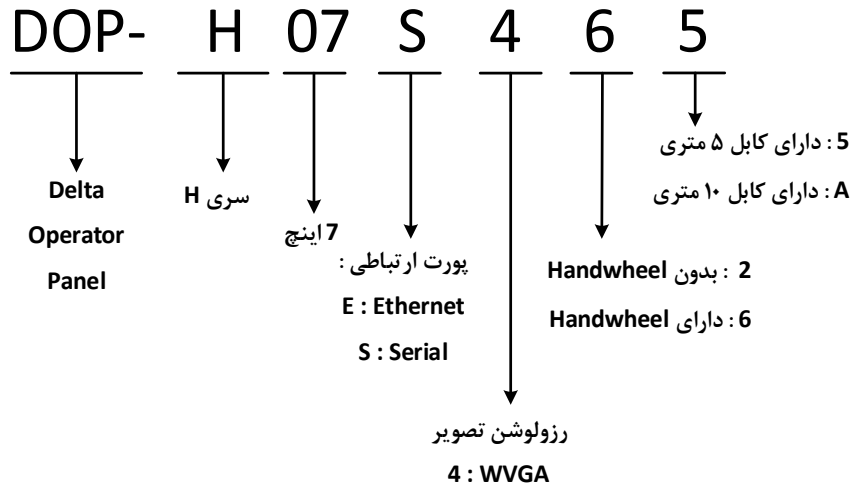 DOP- H 07 S 4 6 5
5 : دارای کابل ۵ متری
A : دارای کابل ۱۰ متری
Delta
Operator
Panel
سری H
7 اینچ
پورت ارتباطی :
E : Ethernet
S : Serial
2 : بدون Handwheel
6 : دارای Handwheel
رزولوشن تصویر
4 : WVGA